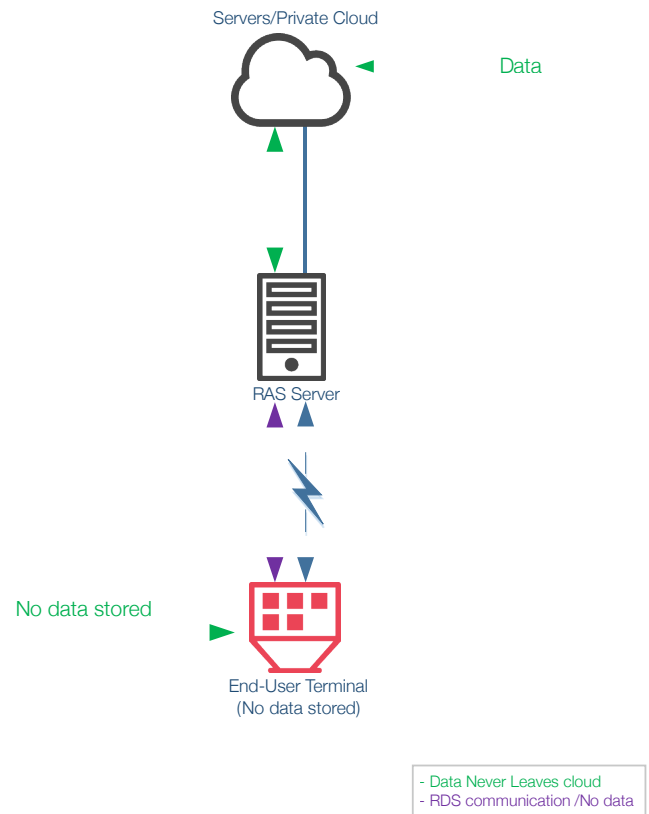 Servers/Private Cloud
Data
RAS Server
No data stored
End-User Terminal
(No data stored)
- Data Never Leaves cloud
- RDS communication /No data